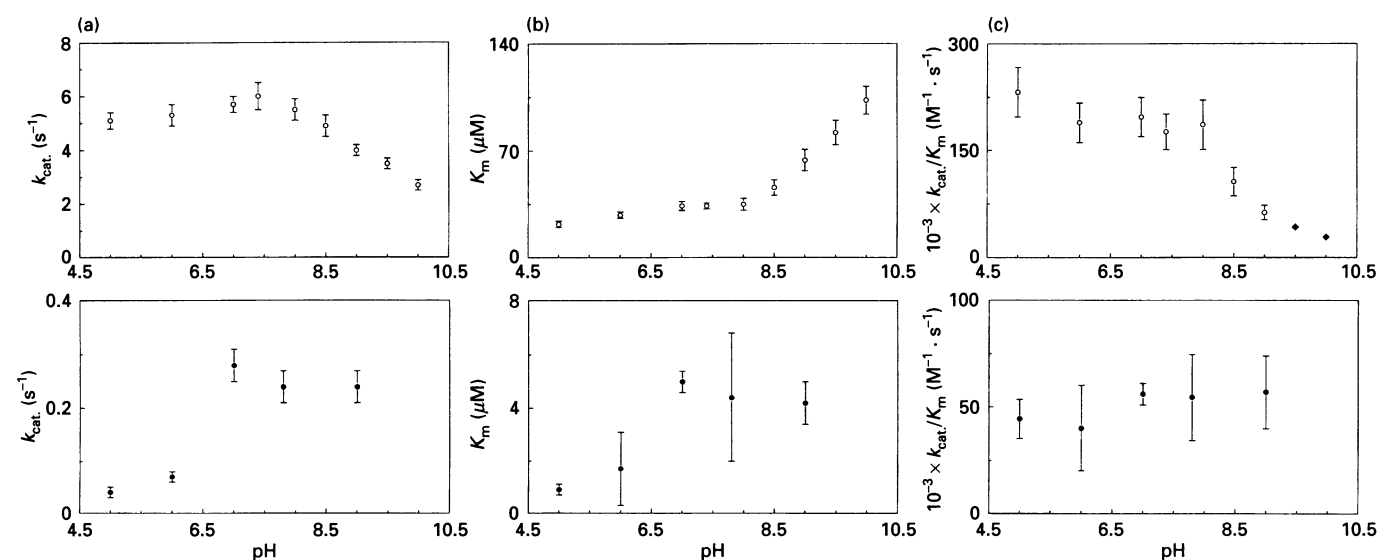 (a)
(b)
(c)
8
6
4
2
0
k_cat. (s⁻¹)
4.5 6.5 8.5 10.5
pH
140
70
0
K_m (μM)
4.5 6.5 8.5 10.5
pH
300
150
0
10⁻³ × k_cat./K_m (M⁻¹ · s⁻¹)
4.5 6.5 8.5 10.5
pH
0.4
0.2
0
k_cat. (s⁻¹)
4.5 6.5 8.5 10.5
pH
8
4
0
K_m (μM)
4.5 6.5 8.5 10.5
pH
100
50
0
10⁻³ × k_cat./K_m (M⁻¹ · s⁻¹)
4.5 6.5 8.5 10.5
pH